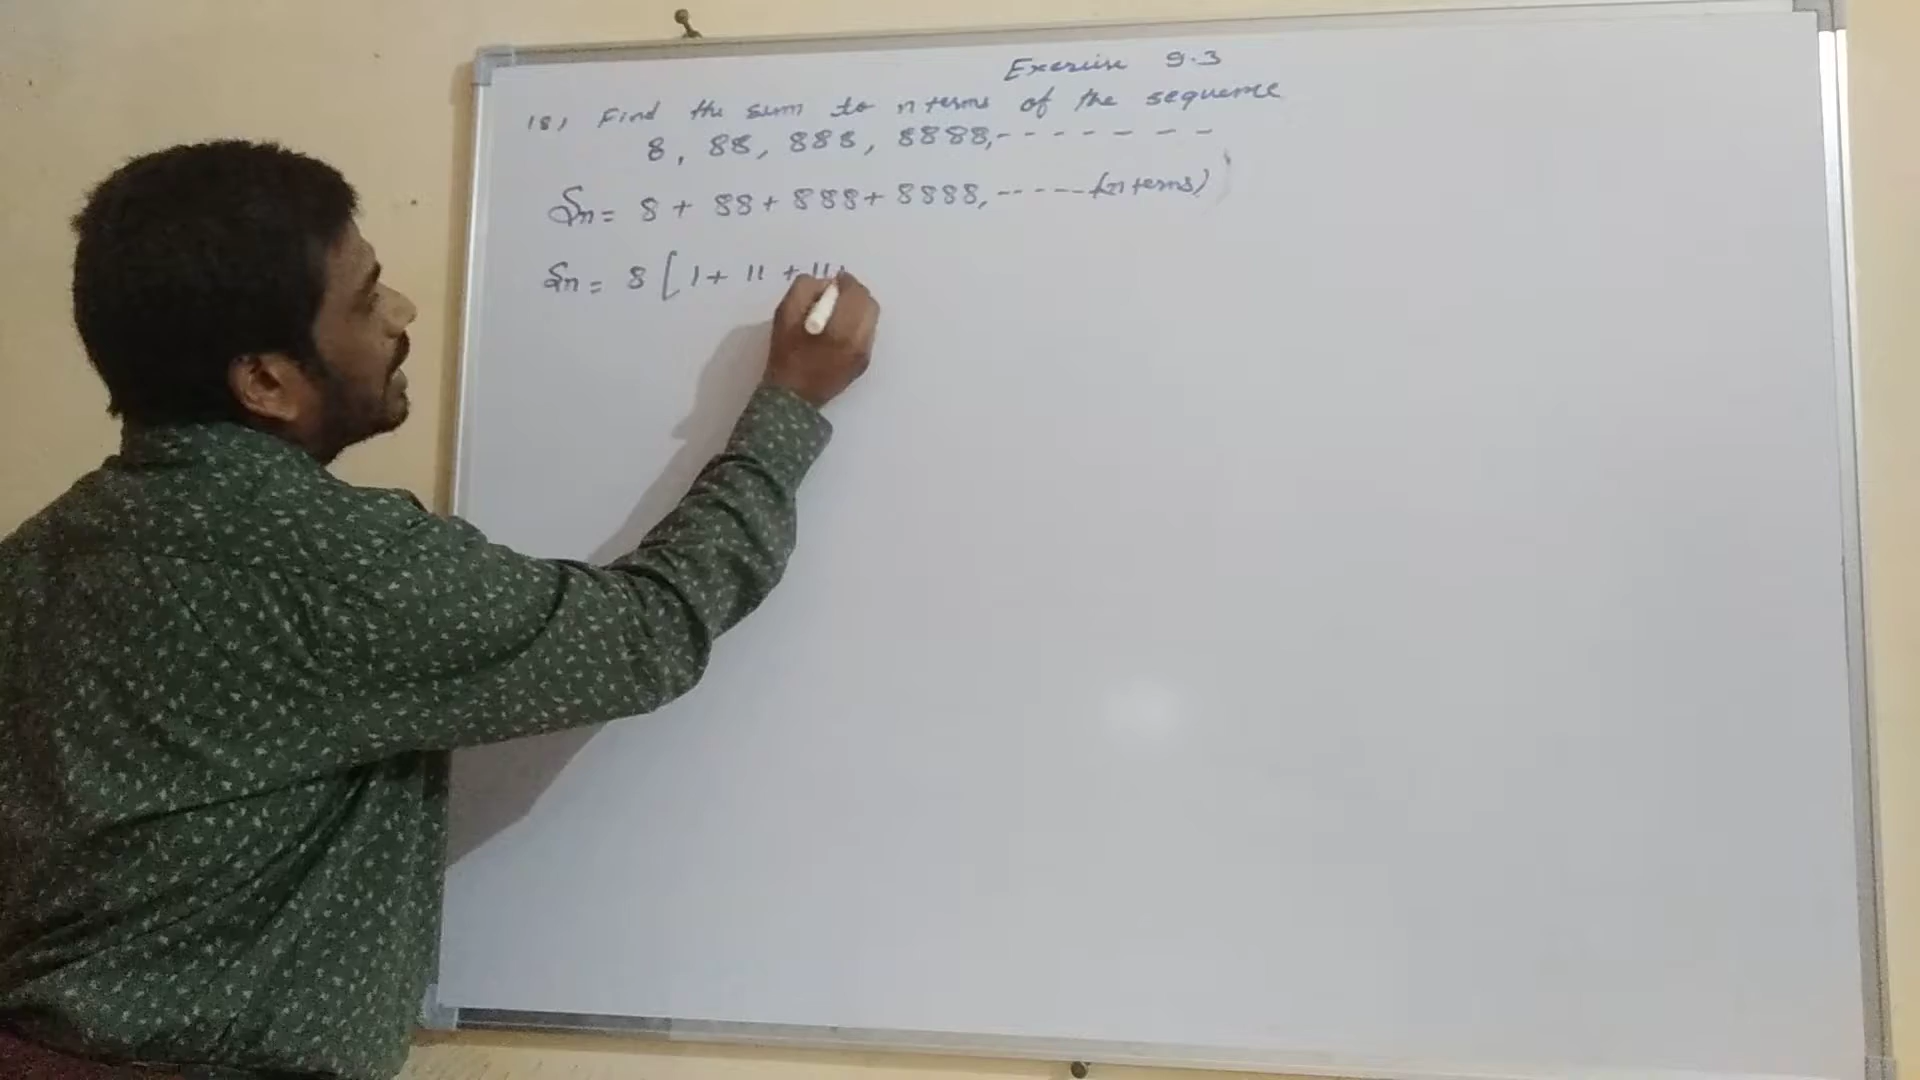 Exercise 9.3
18) Find the sum to n terms of the sequence
8, 88, 888, 8888,--------
Sn = 8 + 88 + 888 + 8888,-----(n terms)
Sn = 8 [ 1 + 11 + 111